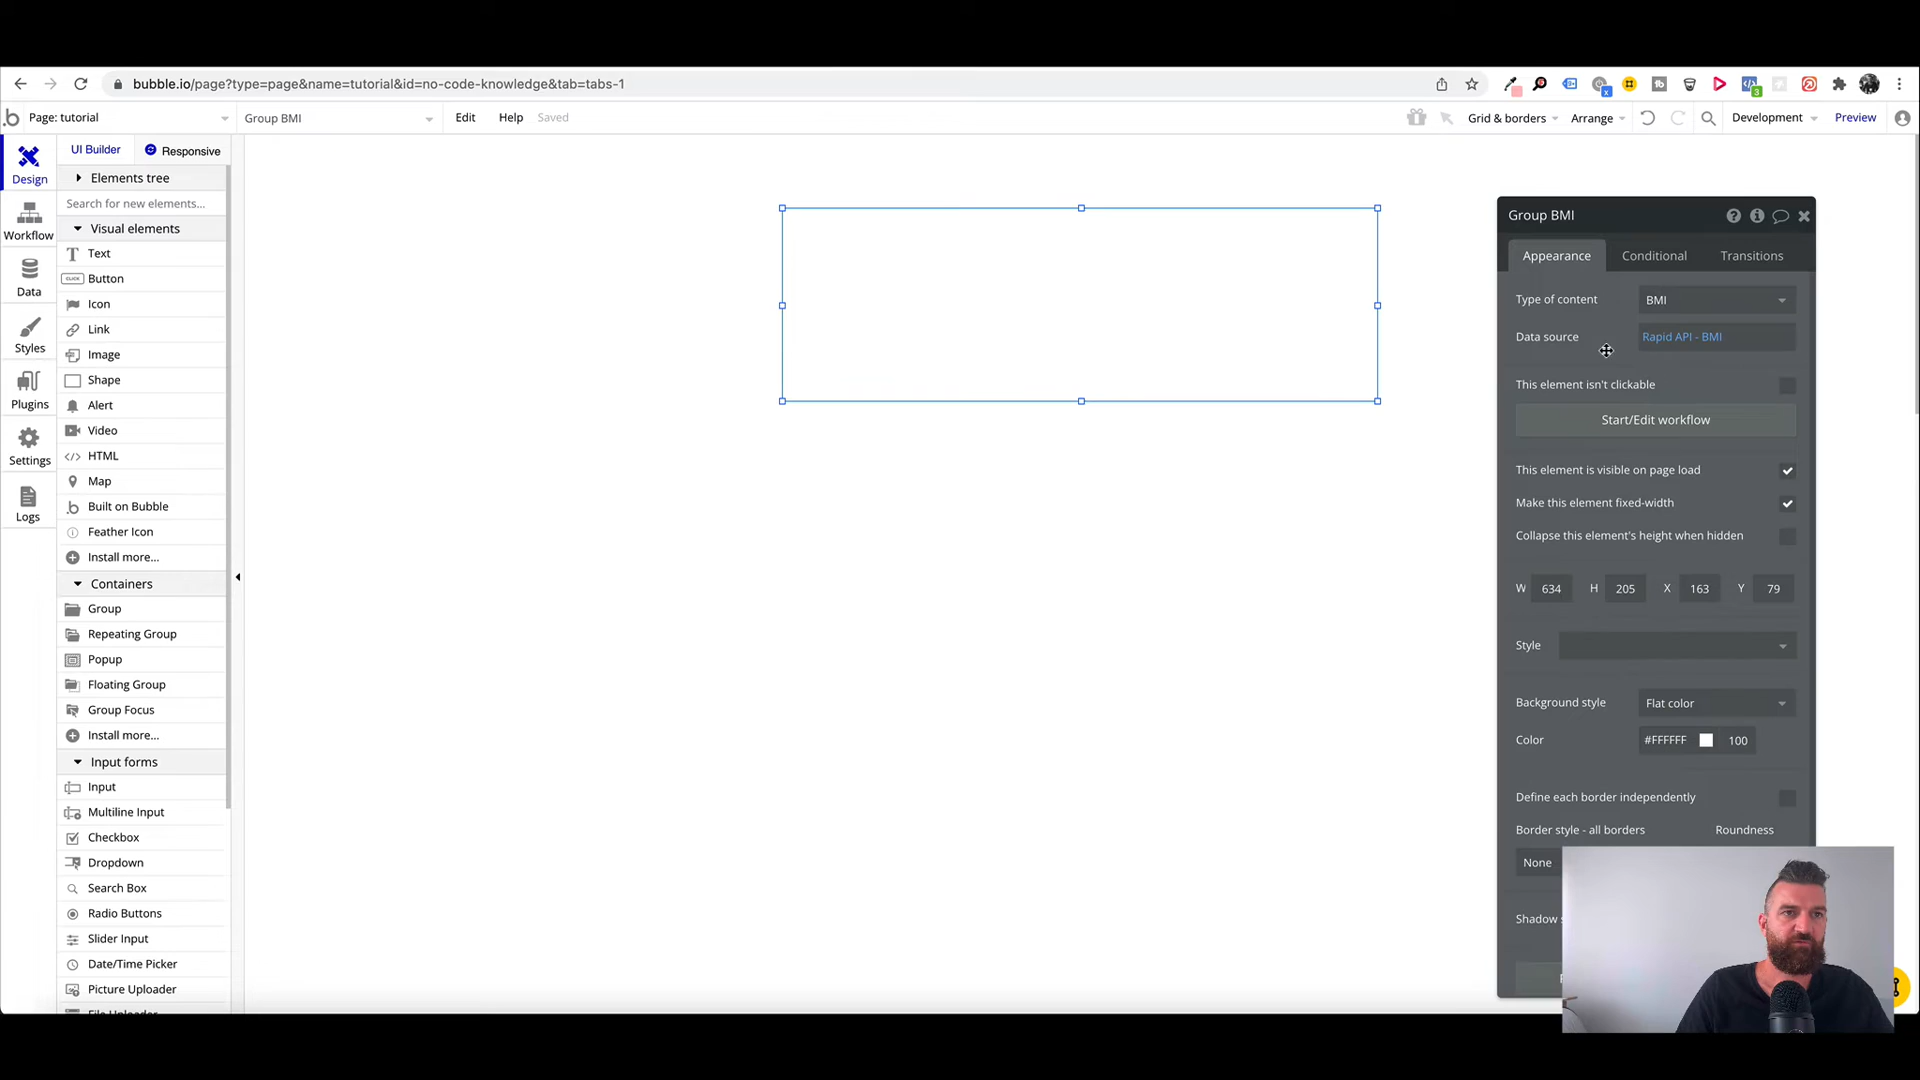 bubble.io/page?type=page&name=tutorial&id=no-code-knowledge&tab=tabs-1
x
3
Page: tutorial
Group BMI
Edit
Help
Saved
Grid & borders
Arrange
Development
Preview
Design
Workflow
Data
Styles
Plugins
Settings
Logs
UI Builder
Responsive
Elements tree
Search for new elements...
Visual elements
Text
CLICK
Button
Icon
Link
Image
Shape
Alert
Video
HTML
Map
Built on Bubble
Feather Icon
Install more...
Containers
Group
Repeating Group
Popup
Floating Group
Group Focus
Install more...
Input forms
Input
Multiline Input
Checkbox
Dropdown
Search Box
Radio Buttons
Slider Input
Date/Time Picker
Picture Uploader
File Uploader
Group BMI
Appearance
Conditional
Transitions
Type of content
BMI
Data source
Rapid API - BMI
This element isn't clickable
Start/Edit workflow
This element is visible on page load
Make this element fixed-width
Collapse this element's height when hidden
W 634 H 205 X 163 Y 79
Style
Background style
Flat color
Color
#FFFFFF
100
Define each border independently
Border style - all borders
Roundness
None
Shadow